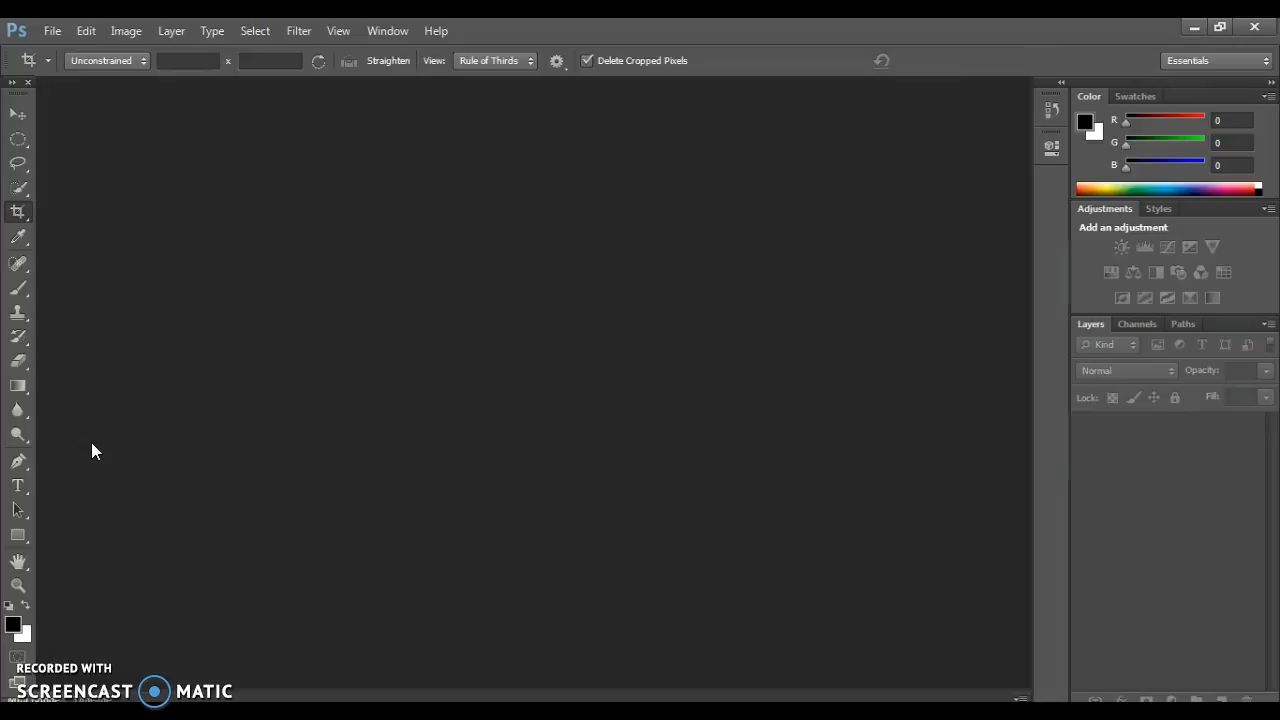 Ps File Edit Image Layer Type Select Filter View Window Help
Unconstrained x Straighten View: Rule of Thirds Delete Cropped Pixels Essentials
Color Swatches
R 0
G 0
B 0
Adjustments Styles
Add an adjustment
Layers Channels Paths
Kind
Normal Opacity:
Lock: Fill:
T
RECORDED WITH
SCREENCAST MATIC